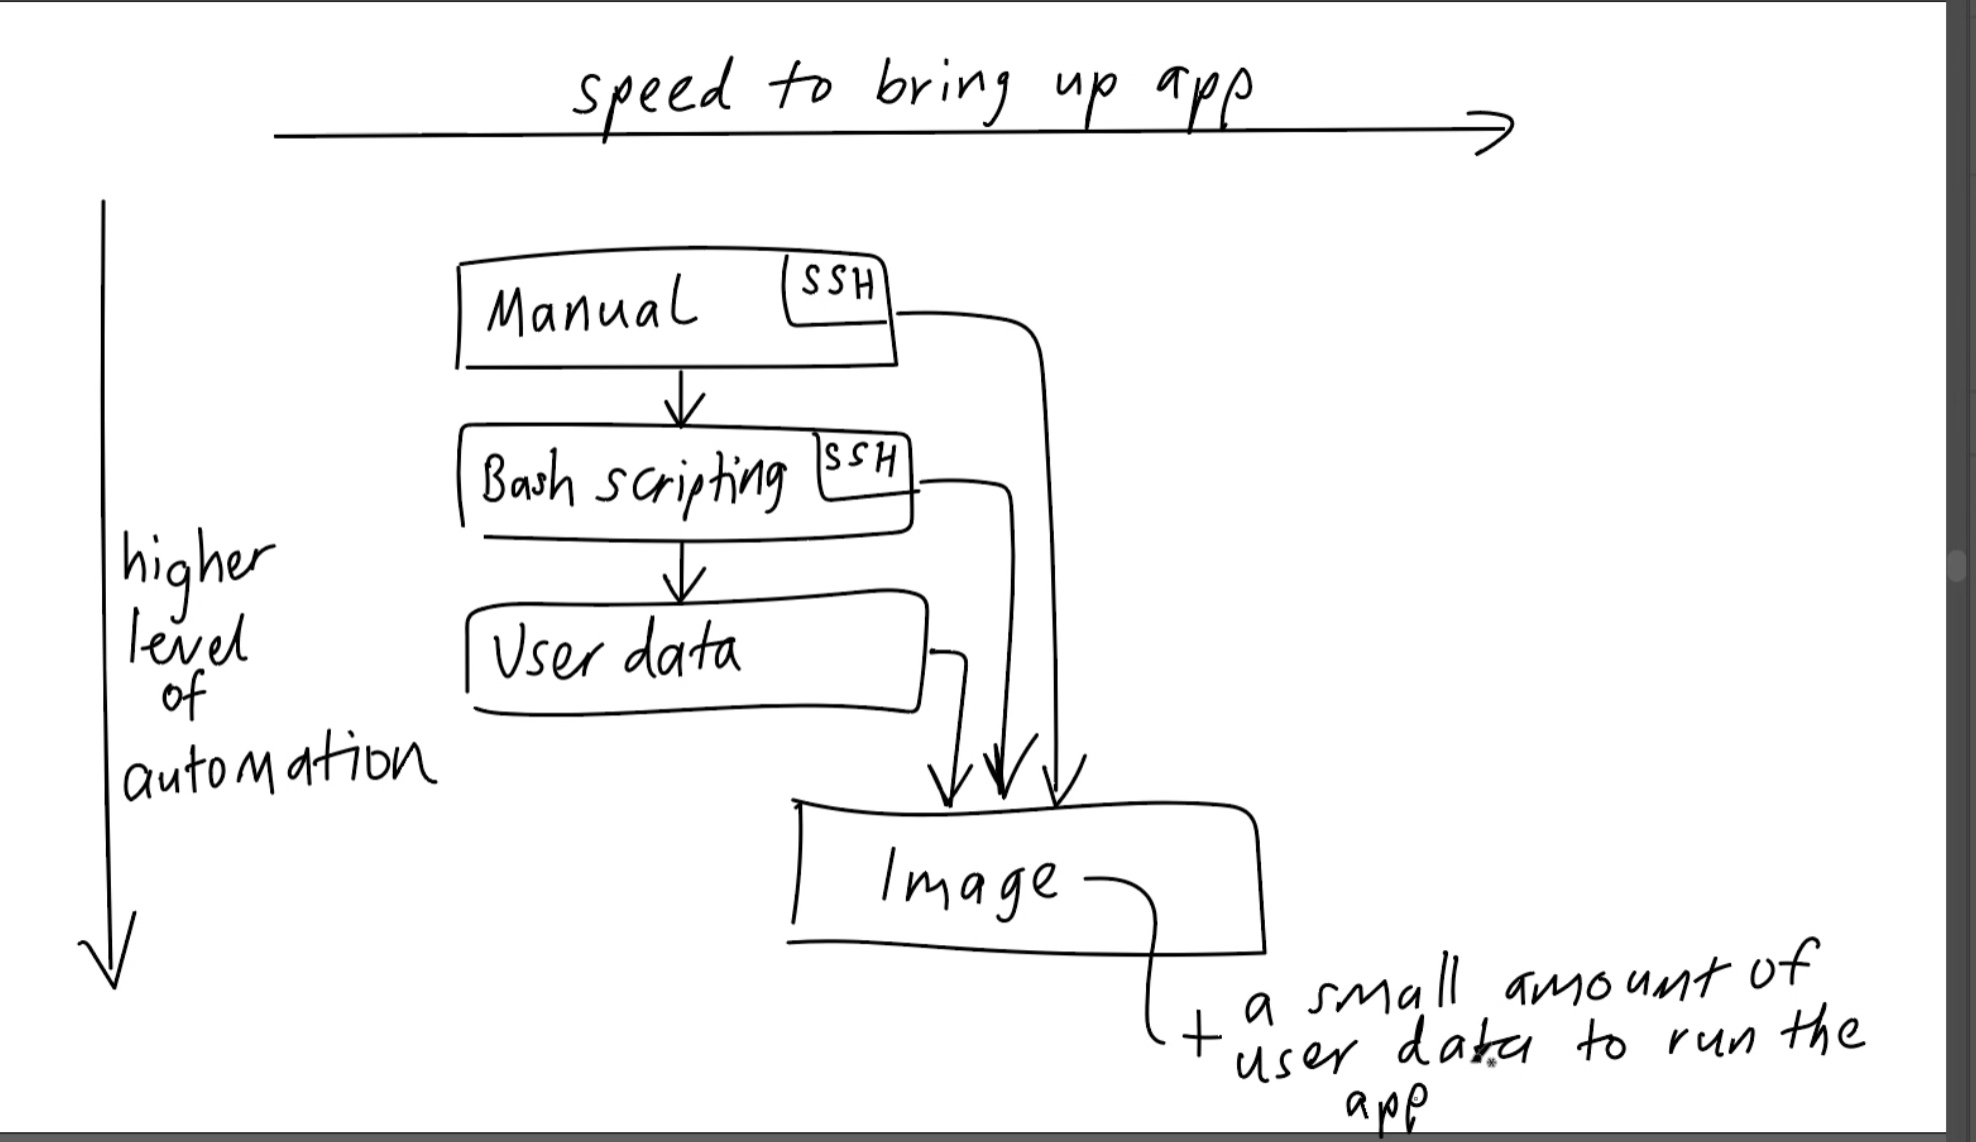 speed to bring up app
Manual
SSH
Bash scripting
SSH
User data
higher
level
of
automation
Image
+ a small amount of
user data to run the
app